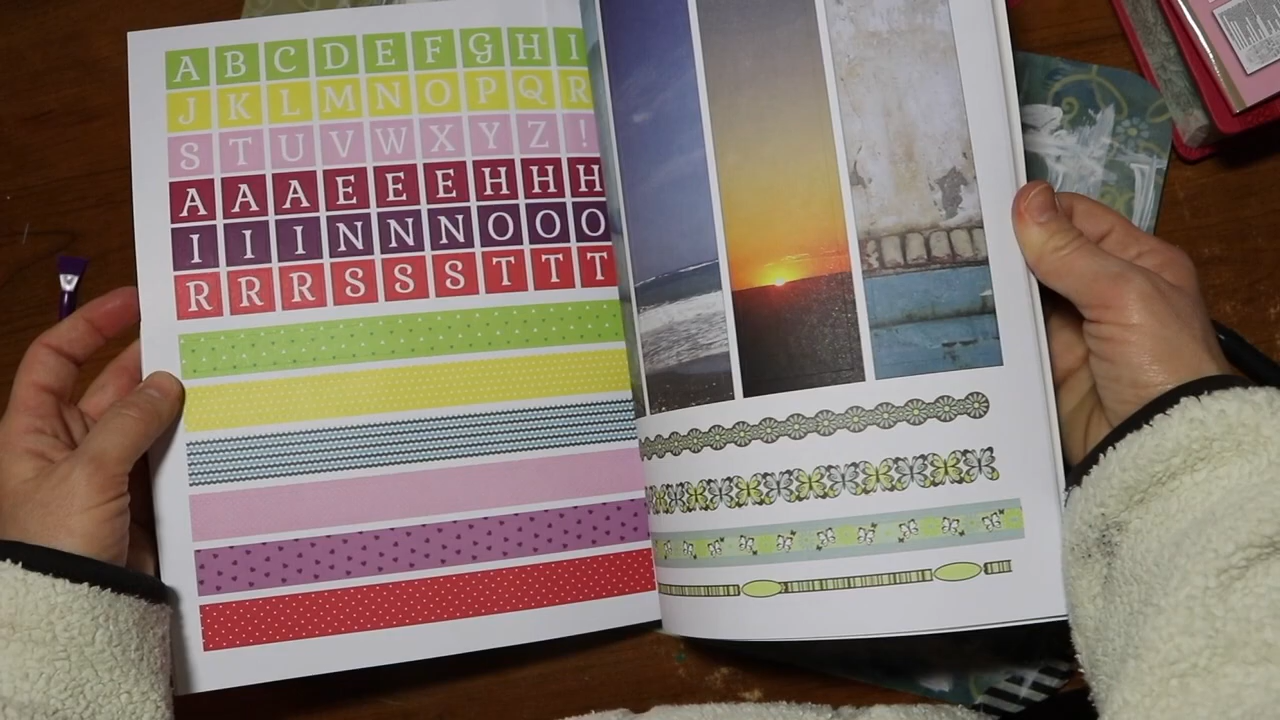 A B C D E F G H I
J K L M N O P Q R
S T U V W X Y Z !
A A A E E E H H H
I I I N N N O O O
R R R S S S T T T